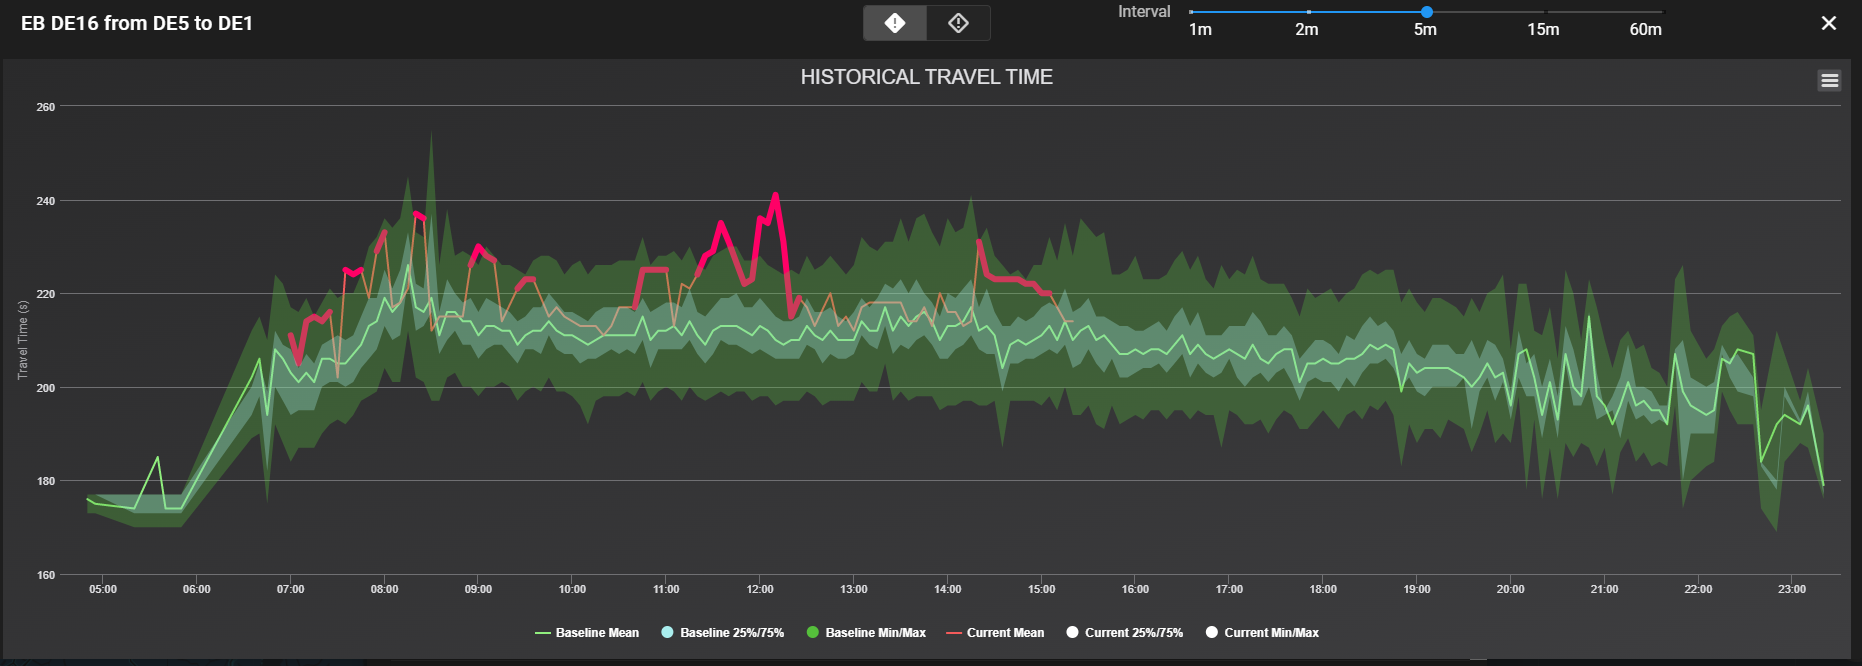 EB DE16 from DE5 to DE1
Interval
1m 2m 5m 15m 60m
HISTORICAL TRAVEL TIME
Travel Time (s)
260
240
220
200
180
160
05:00 06:00 07:00 08:00 09:00 10:00 11:00 12:00 13:00 14:00 15:00 16:00 17:00 18:00 19:00 20:00 21:00 22:00 23:00
Baseline Mean Baseline 25%/75% Baseline Min/Max Current Mean Current 25%/75% Current Min/Max